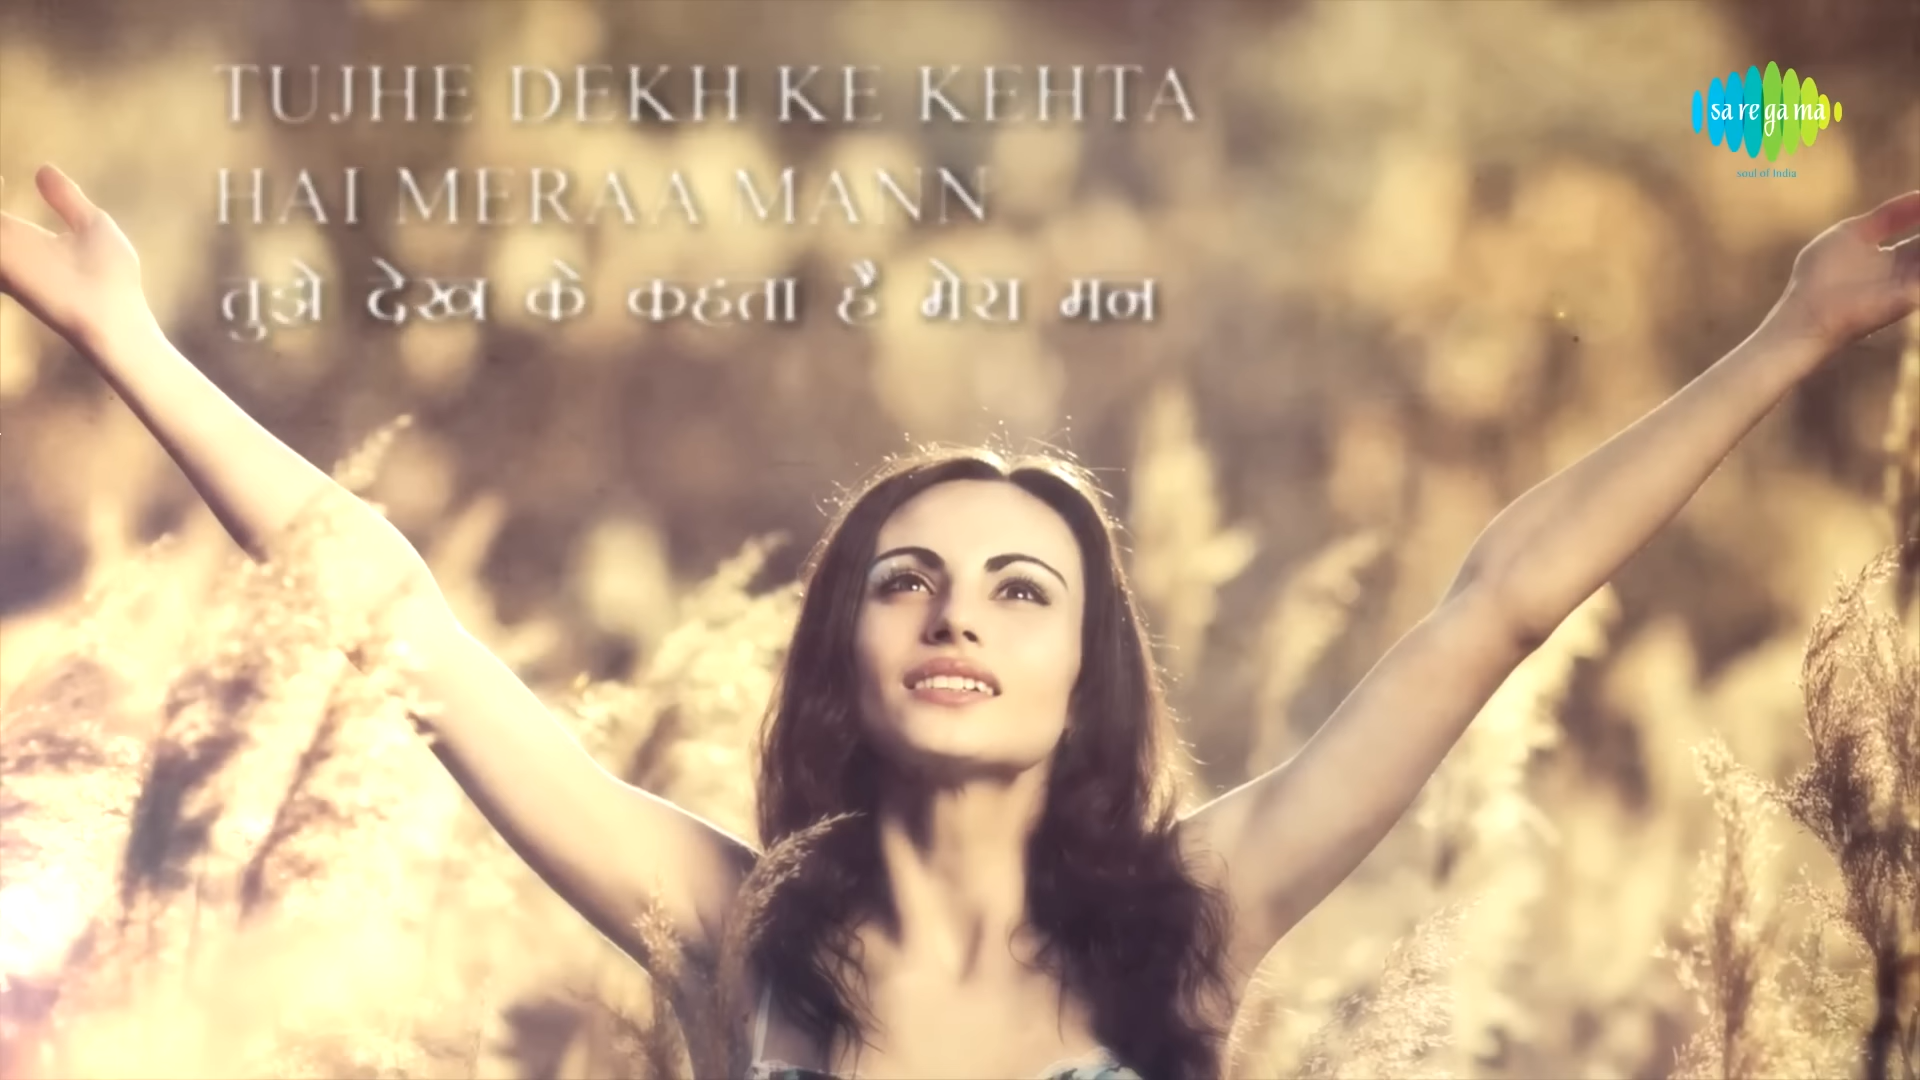 TUJHE DEKH KE KEHTA
HAI MERAA MANN
तुझे देख के कहता है मेरा मन
sa re ga ma
soul of India